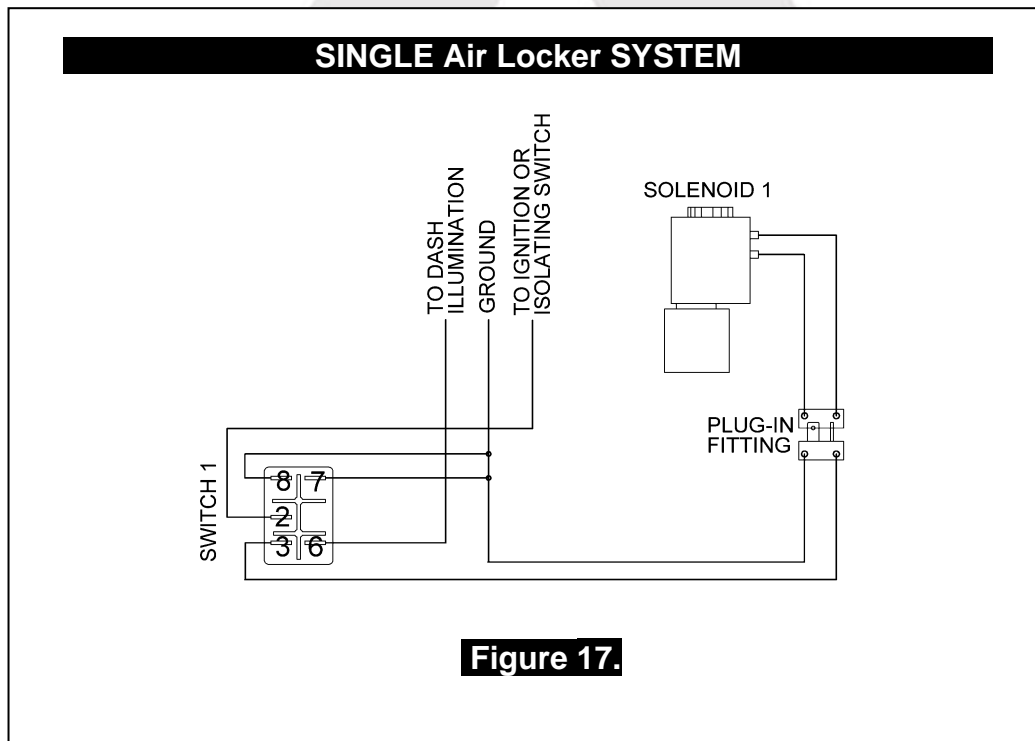 SINGLE Air Locker SYSTEM
TO DASH
ILLUMINATION
GROUND
TO IGNITION OR
ISOLATING SWITCH
SOLENOID 1
PLUG-IN
FITTING
SWITCH 1
8 7
2
3 6
Figure 17.